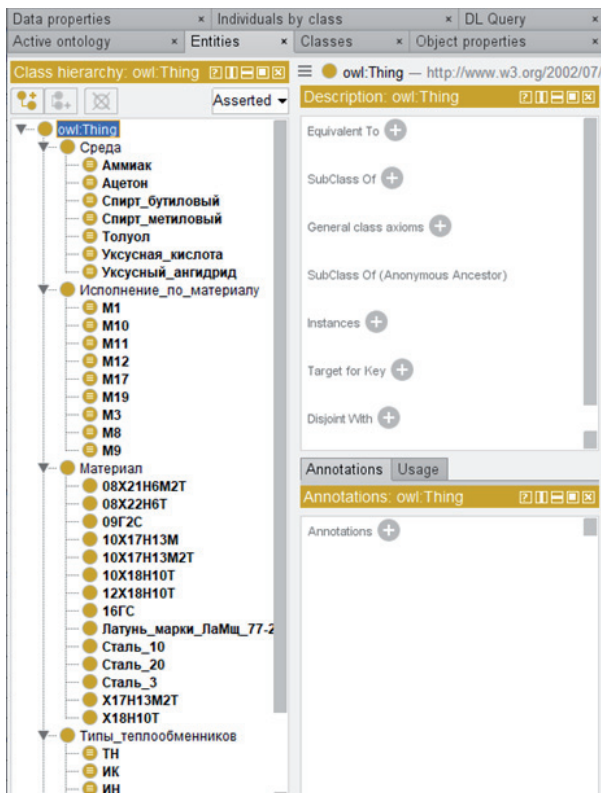 Data properties × Individuals by class × DL Query ×
Active ontology × Entities × Classes × Object properties ×
Class hierarchy: owl:Thing
owl:Thing — http://www.w3.org/2002/07/
Asserted
Description: owl:Thing
owl:Thing
Среда
Аммиак
Ацетон
Спирт_бутиловый
Спирт_метиловый
Толуол
Уксусная_кислота
Уксусный_ангидрид
Исполнение_по_материалу
М1
М10
М11
М12
М17
М19
М3
М8
М9
Материал
08Х21Н6М2Т
08Х22Н6Т
09Г2С
10Х17Н13М
10Х17Н13М2Т
10Х18Н10Т
12Х18Н10Т
16ГС
Латунь_марки_ЛаМщ_77-2
Сталь_10
Сталь_20
Сталь_3
Х17Н13М2Т
Х18Н10Т
Типы_теплообменников
ТН
ИК
ИН
Equivalent To
SubClass Of
General class axioms
SubClass Of (Anonymous Ancestor)
Instances
Target for Key
Disjoint With
Annotations Usage
Annotations: owl:Thing
Annotations